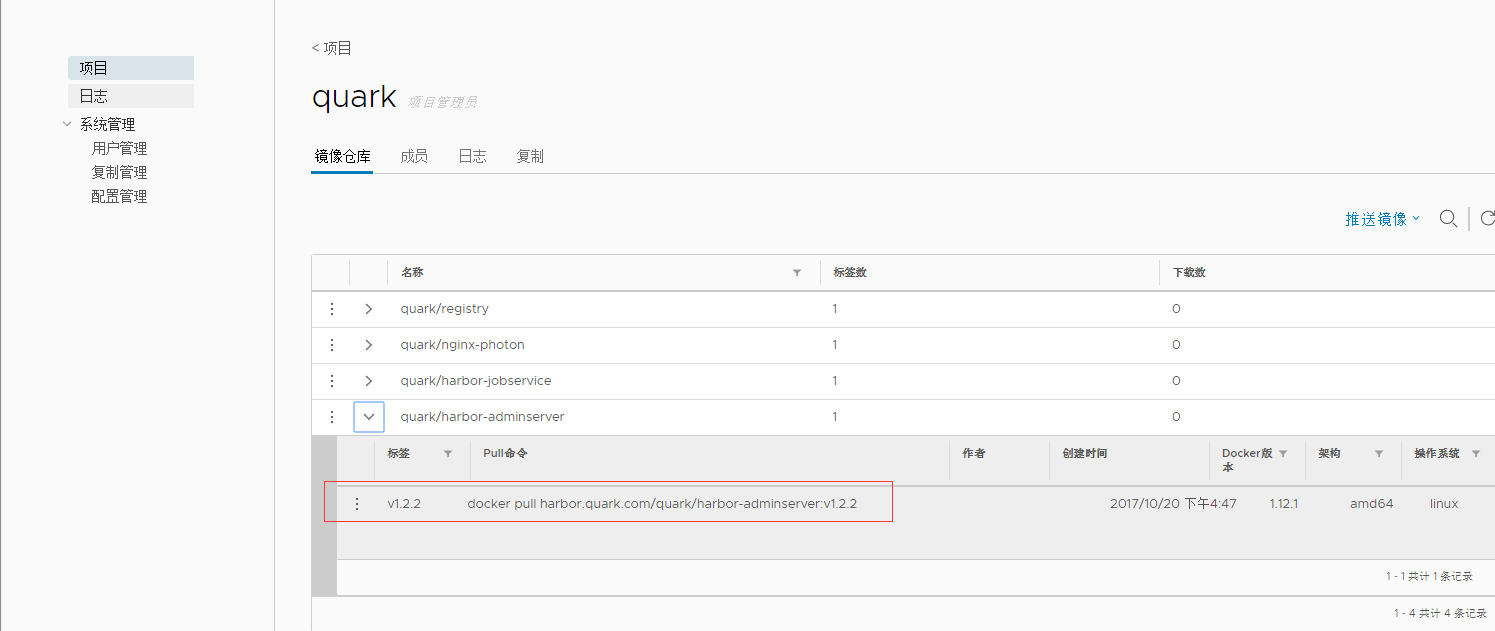 项目
日志
系统管理
用户管理
复制管理
配置管理
< 项目
quark 项目管理员
镜像仓库 成员 日志 复制
推送镜像
名称 标签数 下载数
quark/registry 1 0
quark/nginx-photon 1 0
quark/harbor-jobservice 1 0
quark/harbor-adminserver 1 0
标签 Pull命令 作者 创建时间 Docker版本 架构 操作系统
v1.2.2 docker pull harbor.quark.com/quark/harbor-adminserver:v1.2.2 2017/10/20 下午4:47 1.12.1 amd64 linux
1 - 1 共计 1 条记录
1 - 4 共计 4 条记录